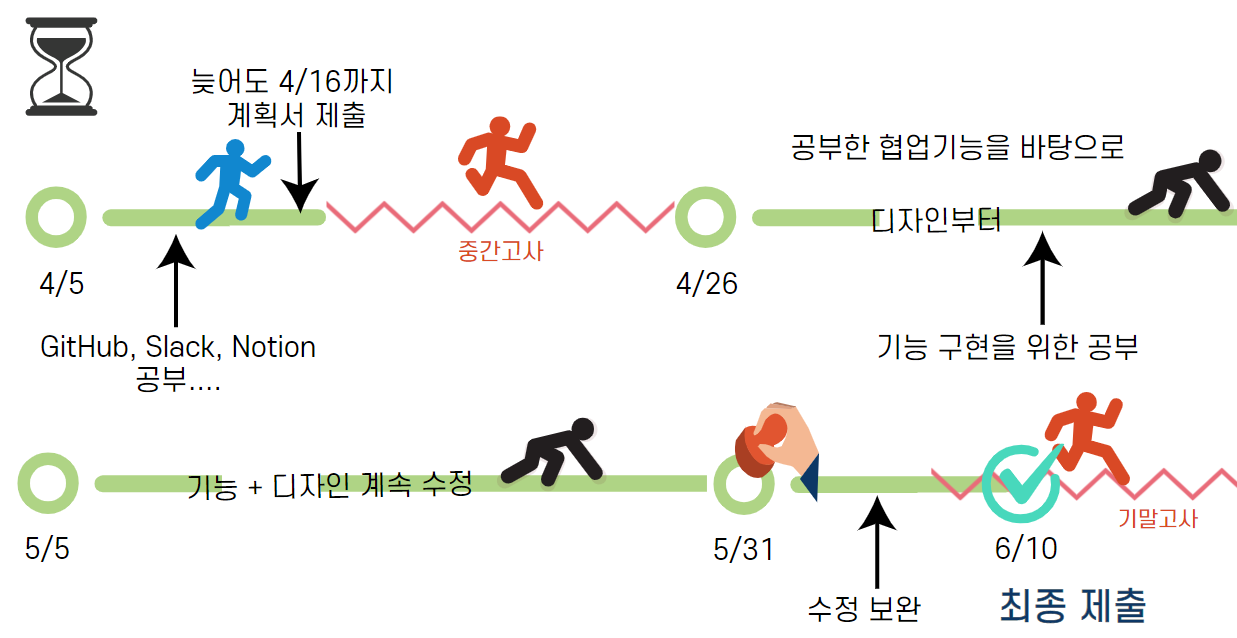 늦어도 4/16까지
계획서 제출
중간고사
4/5
GitHub, Slack, Notion
공부....
공부한 협업기능을 바탕으로
디자인부터
4/26
기능 구현을 위한 공부
기능 + 디자인 계속 수정
5/5
5/31
수정 보완
기말고사
6/10
최종 제출